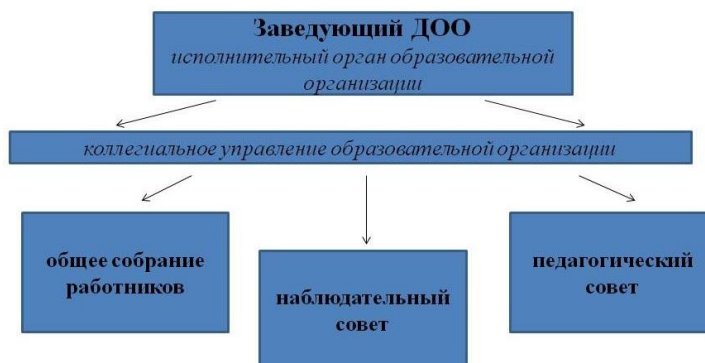 Заведующий ДОО
исполнительный орган образовательной
организации
коллегиальное управление образовательной организации
общее собрание
работников
наблюдательный
совет
педагогический
совет